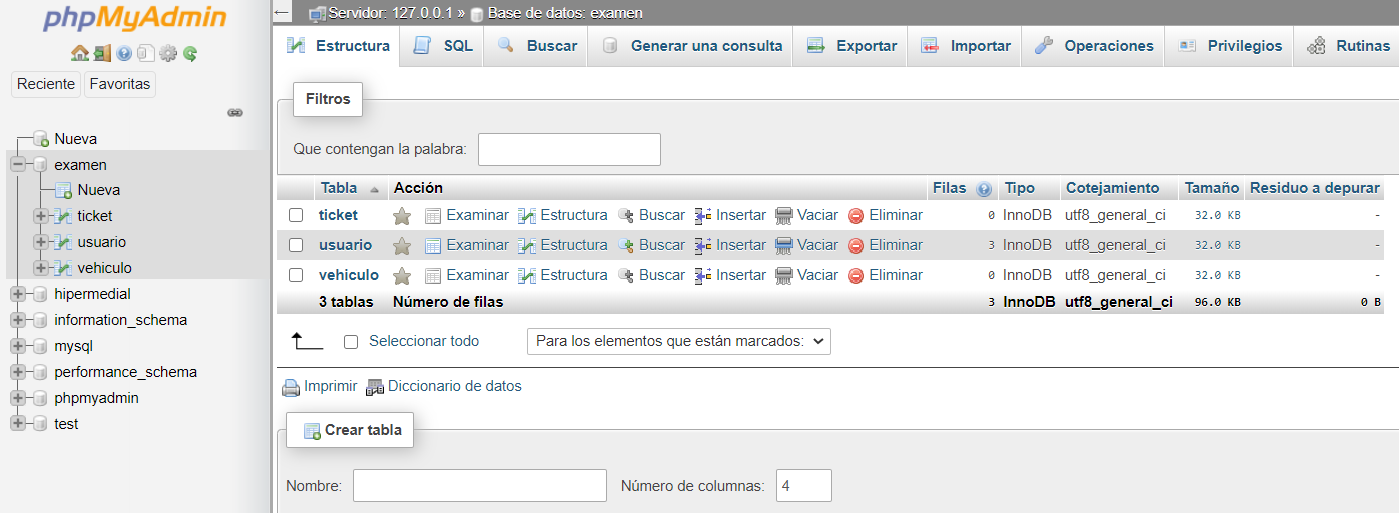 phpMyAdmin
Reciente Favoritas
Nueva
examen
Nueva
ticket
usuario
vehiculo
hipermedial
information_schema
mysql
performance_schema
phpmyadmin
test
Servidor: 127.0.0.1 » Base de datos: examen
Estructura SQL Buscar Generar una consulta Exportar Importar Operaciones Privilegios Rutinas
Filtros
Que contengan la palabra:
Tabla Acción Filas Tipo Cotejamiento Tamaño Residuo a depurar
ticket Examinar Estructura Buscar Insertar Vaciar Eliminar 0 InnoDB utf8_general_ci 32.0 KB -
usuario Examinar Estructura Buscar Insertar Vaciar Eliminar 3 InnoDB utf8_general_ci 32.0 KB -
vehiculo Examinar Estructura Buscar Insertar Vaciar Eliminar 0 InnoDB utf8_general_ci 32.0 KB -
3 tablas Número de filas 3 InnoDB utf8_general_ci 96.0 KB 0 B
Seleccionar todo Para los elementos que están marcados:
Imprimir Diccionario de datos
Crear tabla
Nombre: Número de columnas: 4